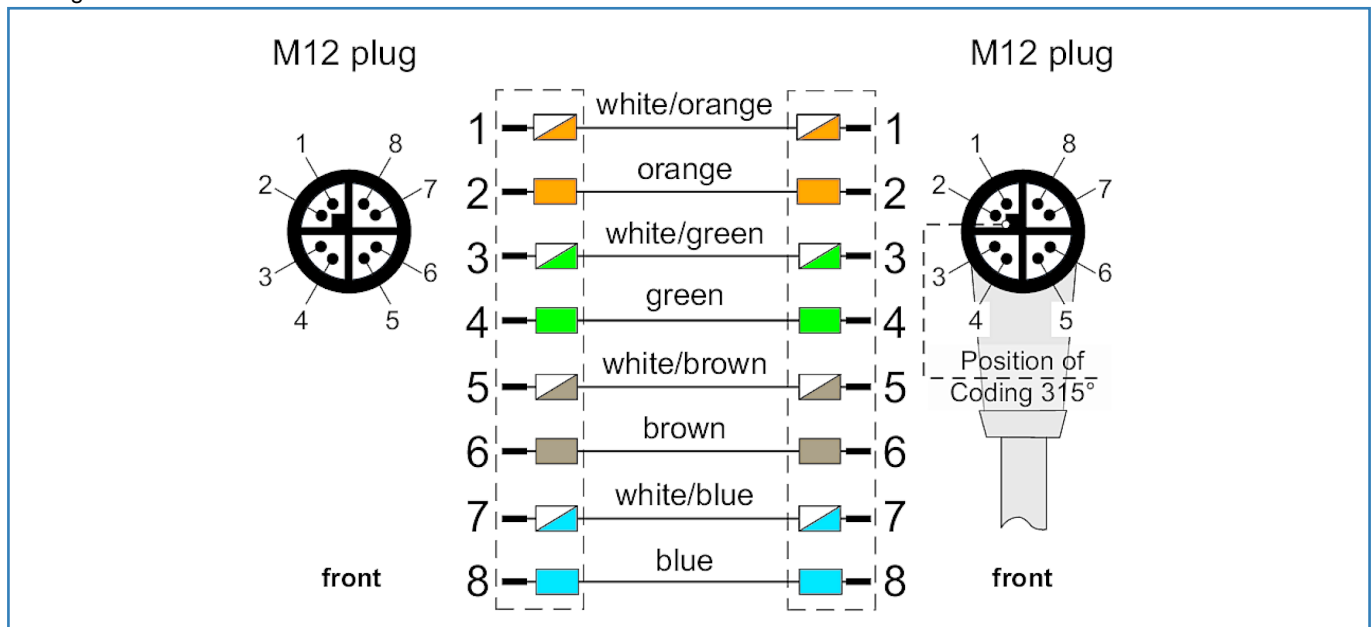 M12 plug
M12 plug
1 white/orange 1
2 orange 2
3 white/green 3
4 green 4
5 white/brown 5
6 brown 6
7 white/blue 7
8 blue 8
1 8
2 7
3 6
4 5
1 8
2 7
3 6
4 5
Position of
Coding 315°
front
front